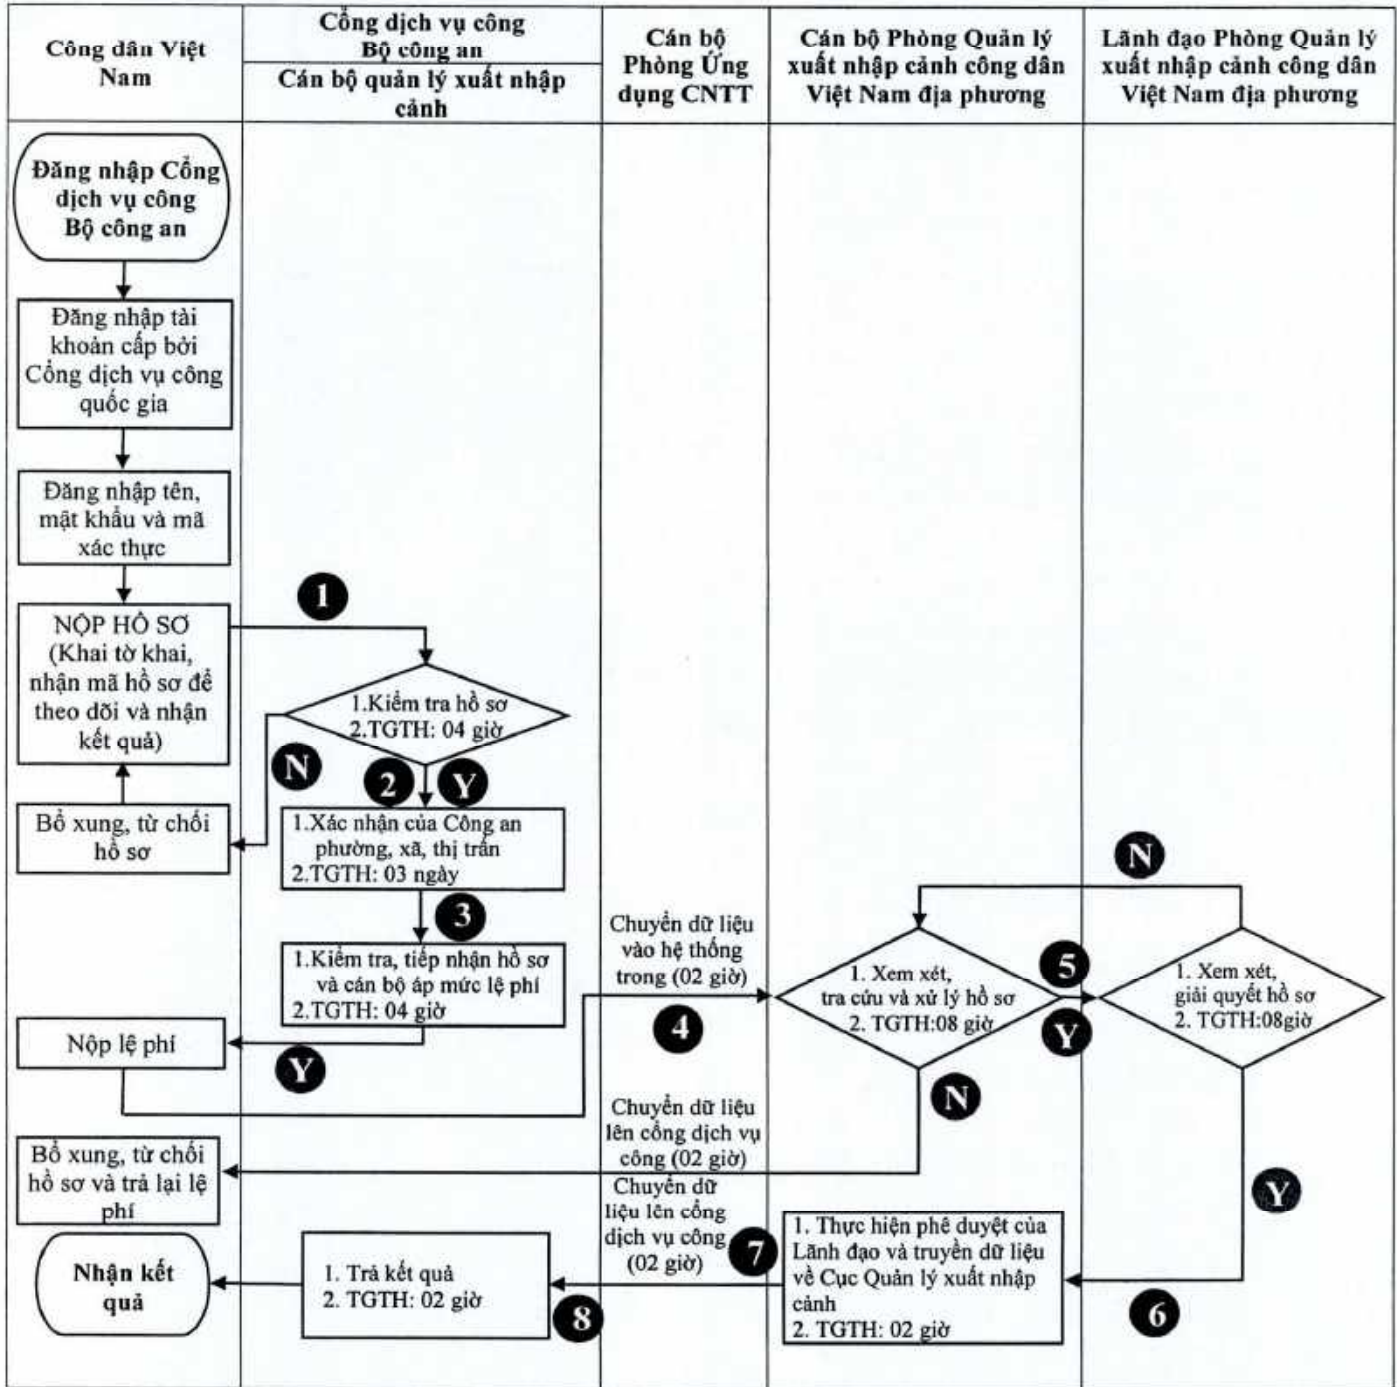 Công dân Việt
Nam
Cổng dịch vụ công
Bộ công an
Cán bộ quản lý xuất nhập
cảnh
Cán bộ
Phòng Ứng
dụng CNTT
Cán bộ Phòng Quản lý
xuất nhập cảnh công dân
Việt Nam địa phương
Lãnh đạo Phòng Quản lý
xuất nhập cảnh công dân
Việt Nam địa phương
Đăng nhập Cổng
dịch vụ công
Bộ công an
Đăng nhập tài
khoản cấp bởi
Cổng dịch vụ công
quốc gia
Đăng nhập tên,
mật khẩu và mã
xác thực
NỘP HỒ SƠ
(Khai tờ khai,
nhận mã hồ sơ để
theo dõi và nhận
kết quả)
1
1.Kiểm tra hồ sơ
2.TGTH: 04 giờ
N
2
Y
Bổ xung, từ chối
hồ sơ
1.Xác nhận của Công an
phường, xã, thị trấn
2.TGTH: 03 ngày
3
1.Kiểm tra, tiếp nhận hồ sơ
và cán bộ áp mức lệ phí
2.TGTH: 04 giờ
Y
Nộp lệ phí
Chuyển dữ liệu
vào hệ thống
trong (02 giờ)
4
1. Xem xét,
tra cứu và xử lý hồ sơ
2. TGTH:08 giờ
5
Y
N
1. Xem xét,
giải quyết hồ sơ
2. TGTH:08giờ
N
Y
Chuyển dữ liệu
lên cổng dịch vụ
công (02 giờ)
Bổ xung, từ chối
hồ sơ và trả lại lệ
phí
Chuyển dữ
liệu lên cổng
dịch vụ công
(02 giờ)
7
1. Thực hiện phê duyệt của
Lãnh đạo và truyền dữ liệu
về Cục Quản lý xuất nhập
cảnh
2. TGTH: 02 giờ
6
8
1. Trả kết quả
2. TGTH: 02 giờ
Nhận kết
quả